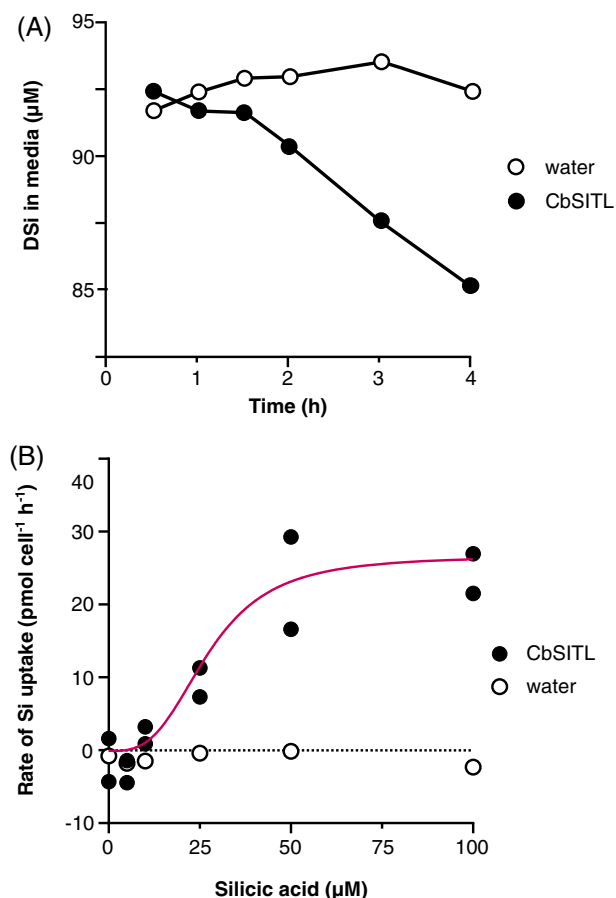 (A)
DSi in media (µM)
95
90
85
0
1
2
3
4
Time (h)
water
CbSITL
(B)
Rate of Si uptake (pmol cell⁻¹ h⁻¹)
40
30
20
10
0
-10
0
25
50
75
100
Silicic acid (µM)
CbSITL
water